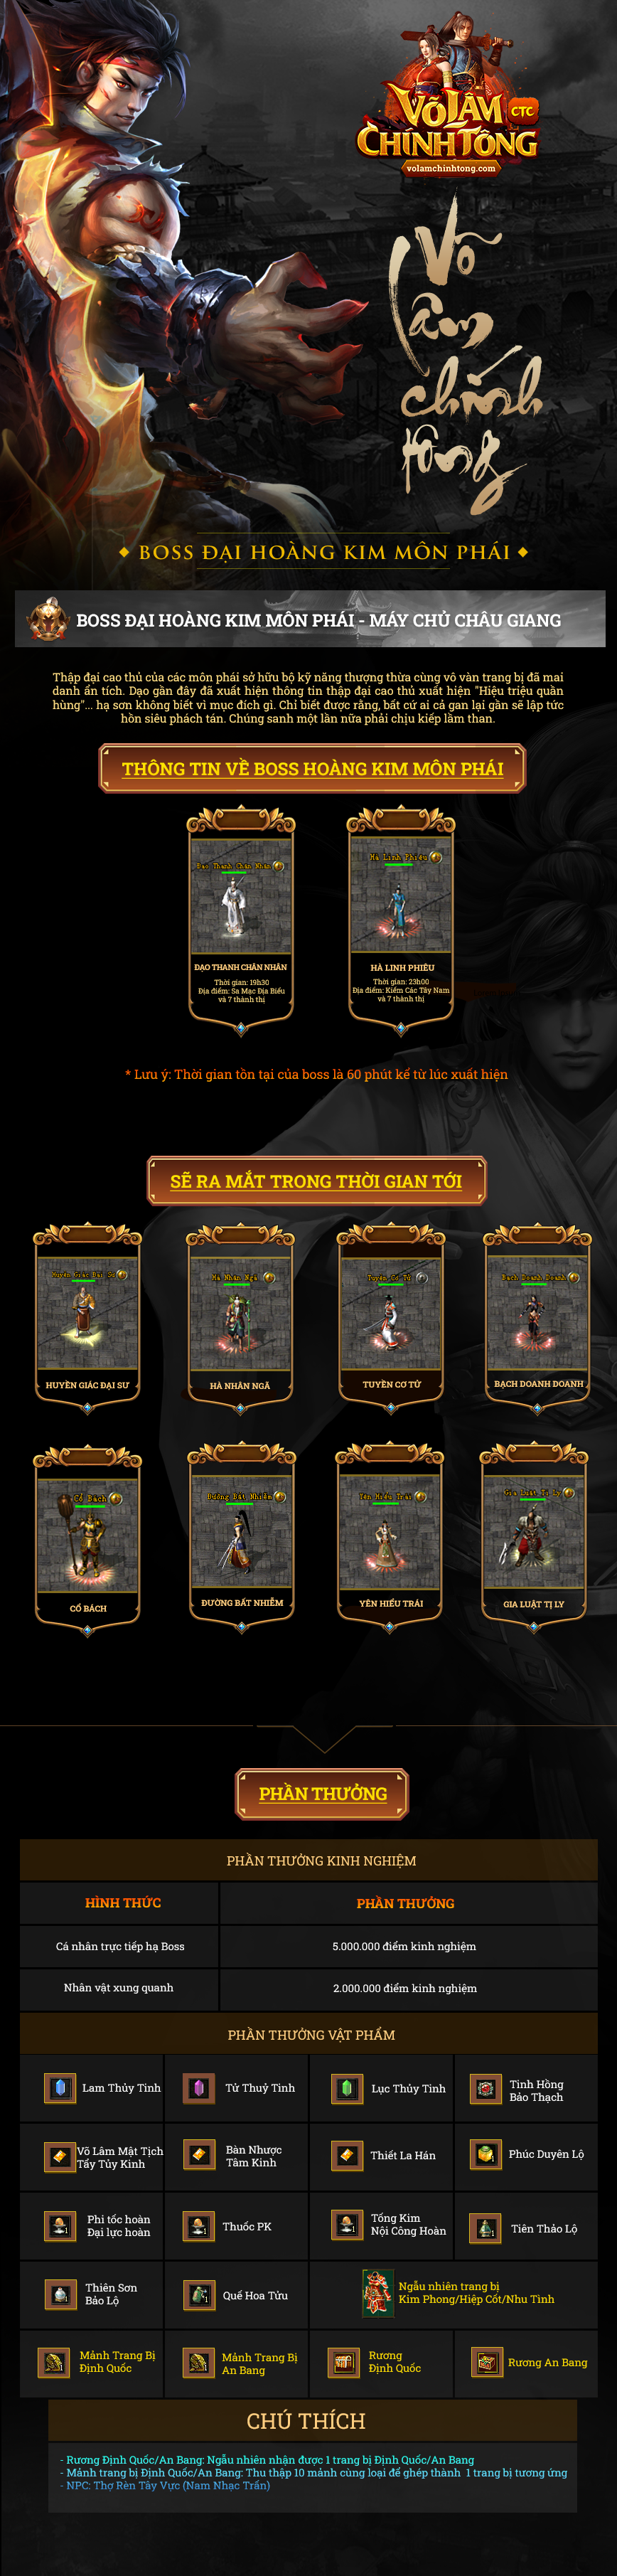 VÕ LÂM
CTC
CHÍNH TÔNG
volamchinhtong.com
Võ
lâm
chính
tông
BOSS ĐẠI HOÀNG KIM MÔN PHÁI
BOSS ĐẠI HOÀNG KIM MÔN PHÁI - MÁY CHỦ CHÂU GIANG
Thập đại cao thủ của các môn phái sở hữu bộ kỹ năng thượng thừa cùng vô vàn trang bị đã mai
danh ẩn tích. Dạo gần đây đã xuất hiện thông tin thập đại cao thủ xuất hiện "Hiệu triệu quần
hùng"... hạ sơn không biết vì mục đích gì. Chỉ biết được rằng, bất cứ ai cả gan lại gần sẽ lập tức
hồn siêu phách tán. Chúng sanh một lần nữa phải chịu kiếp lầm than.
THÔNG TIN VỀ BOSS HOÀNG KIM MÔN PHÁI
Đạo Thanh Chân Nhân
Hà Linh Phiêu
ĐẠO THANH CHÂN NHÂN
Thời gian: 19h30
Địa điểm: Sa Mạc Địa Biểu
và 7 thành thị
HÀ LINH PHIÊU
Thời gian: 23h00
Địa điểm: Kiếm Các Tây Nam
và 7 thành thị
* Lưu ý: Thời gian tồn tại của boss là 60 phút kể từ lúc xuất hiện
SẼ RA MẮT TRONG THỜI GIAN TỚI
Huyền Giác Đại Sư
Hà Nhân Ngã
Tuyền Cơ Tử
Bạch Doanh Doanh
HUYỀN GIÁC ĐẠI SƯ
HÀ NHÂN NGÃ
TUYỀN CƠ TỬ
BẠCH DOANH DOANH
Cổ Bách
Đường Bất Nhiễm
Yên Hiểu Trái
Gia Luật Tị Ly
CỔ BÁCH
ĐƯỜNG BẤT NHIỄM
YÊN HIỂU TRÁI
GIA LUẬT TỊ LY
PHẦN THƯỞNG
PHẦN THƯỞNG KINH NGHIỆM
HÌNH THỨC
PHẦN THƯỞNG
Cá nhân trực tiếp hạ Boss
5.000.000 điểm kinh nghiệm
Nhân vật xung quanh
2.000.000 điểm kinh nghiệm
PHẦN THƯỞNG VẬT PHẨM
Lam Thủy Tinh
Tử Thuỷ Tinh
Lục Thủy Tinh
Tinh Hồng
Bảo Thạch
Võ Lâm Mật Tịch
Tẩy Tủy Kinh
Bàn Nhược
Tâm Kinh
Thiết La Hán
Phúc Duyên Lộ
Phi tốc hoàn
Đại lực hoàn
Thuốc PK
Tống Kim
Nội Công Hoàn
Tiên Thảo Lộ
Thiên Sơn
Bảo Lộ
Quế Hoa Tửu
Ngẫu nhiên trang bị
Kim Phong/Hiệp Cốt/Nhu Tình
Mảnh Trang Bị
Định Quốc
Mảnh Trang Bị
An Bang
Rương
Định Quốc
Rương An Bang
CHÚ THÍCH
- Rương Định Quốc/An Bang: Ngẫu nhiên nhận được 1 trang bị Định Quốc/An Bang
- Mảnh trang bị Định Quốc/An Bang: Thu thập 10 mảnh cùng loại để ghép thành 1 trang bị tương ứng
- NPC: Thợ Rèn Tây Vực (Nam Nhạc Trấn)